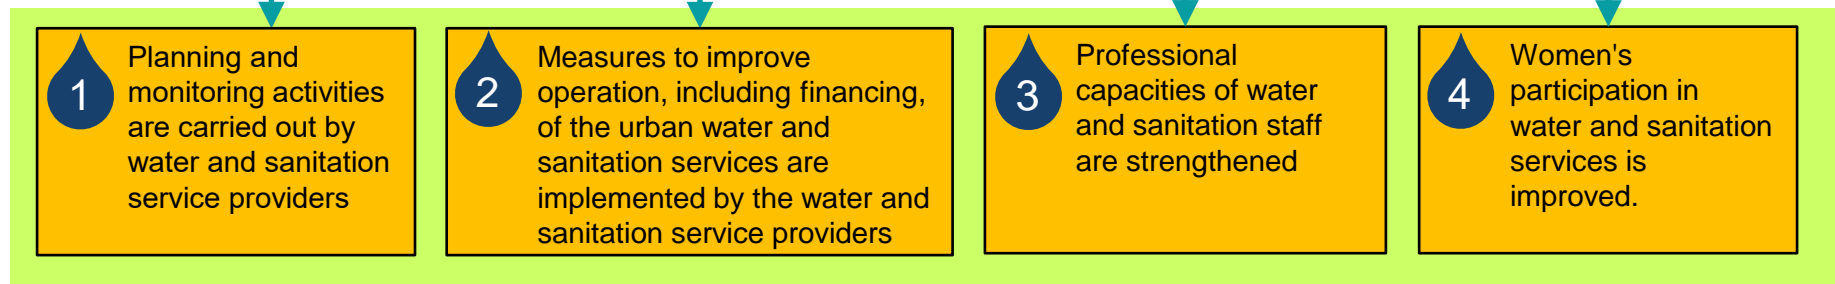 1
Planning and
monitoring activities
are carried out by
water and sanitation
service providers
2
Measures to improve
operation, including financing,
of the urban water and
sanitation services are
implemented by the water and
sanitation service providers
3
Professional
capacities of water
and sanitation staff
are strengthened
4
Women's
participation in
water and sanitation
services is
improved.